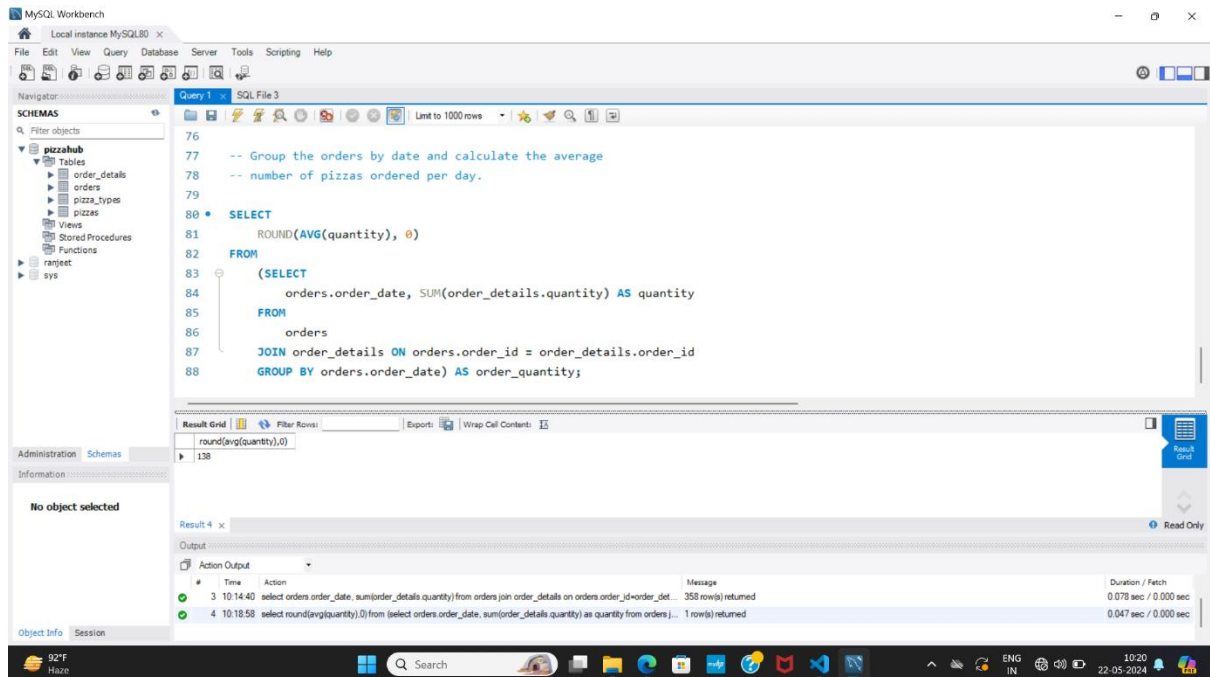 MySQL Workbench
Local instance MySQL80
File Edit View Query Database Server Tools Scripting Help
Navigator
Query 1
SQL File 3
SCHEMAS
Limit to 1000 rows
Filter objects
pizzahub
Tables
order_details
orders
pizza_types
pizzas
Views
Stored Procedures
Functions
ranjeet
sys
76
77 -- Group the orders by date and calculate the average
78 -- number of pizzas ordered per day.
79
80 SELECT
81 ROUND(AVG(quantity), 0)
82 FROM
83 (SELECT
84 orders.order_date, SUM(order_details.quantity) AS quantity
85 FROM
86 orders
87 JOIN order_details ON orders.order_id = order_details.order_id
88 GROUP BY orders.order_date) AS order_quantity;
Result Grid Filter Rows: Export: Wrap Cell Content:
round(avg(quantity),0)
138
Result Grid
Administration Schemas
Information
No object selected
Result 4
Read Only
Output
Action Output
# Time Action Message Duration / Fetch
3 10:14:40 select orders.order_date, sum(order_details.quantity) from orders join order_details on orders.order_id=order_det... 358 row(s) returned 0.078 sec / 0.000 sec
4 10:18:58 select round(avg(quantity),0) from (select orders.order_date, sum(order_details.quantity) as quantity from orders j... 1 row(s) returned 0.047 sec / 0.000 sec
Object Info Session
92°F
Haze
Search
ENG
IN
10:20
22-05-2024